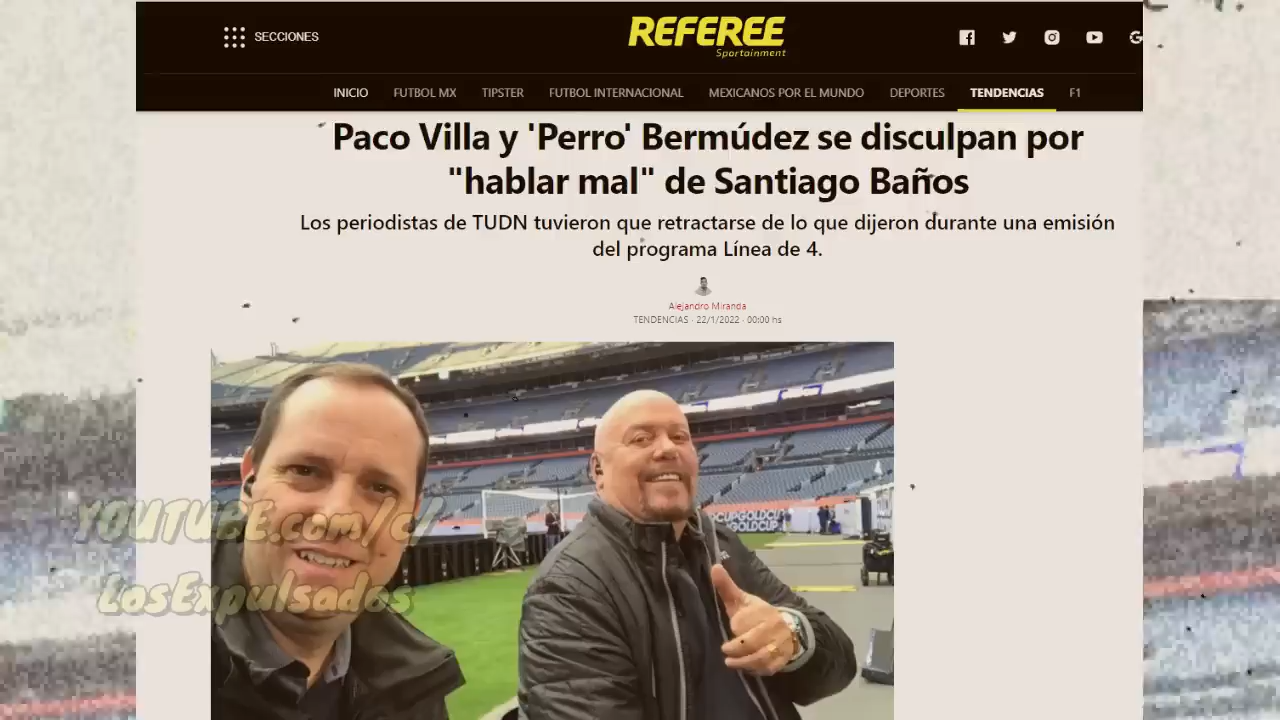 SECCIONES
REFEREE
Sportainment
INICIO FUTBOL MX TIPSTER FUTBOL INTERNACIONAL MEXICANOS POR EL MUNDO DEPORTES TENDENCIAS F1
Paco Villa y 'Perro' Bermúdez se disculpan por
"hablar mal" de Santiago Baños
Los periodistas de TUDN tuvieron que retractarse de lo que dijeron durante una emisión
del programa Línea de 4.
Alejandro Miranda
TENDENCIAS · 22/1/2022 · 00:00 hs
YOUTUBE.com/c/
LosExpulsados
GOLDCUP